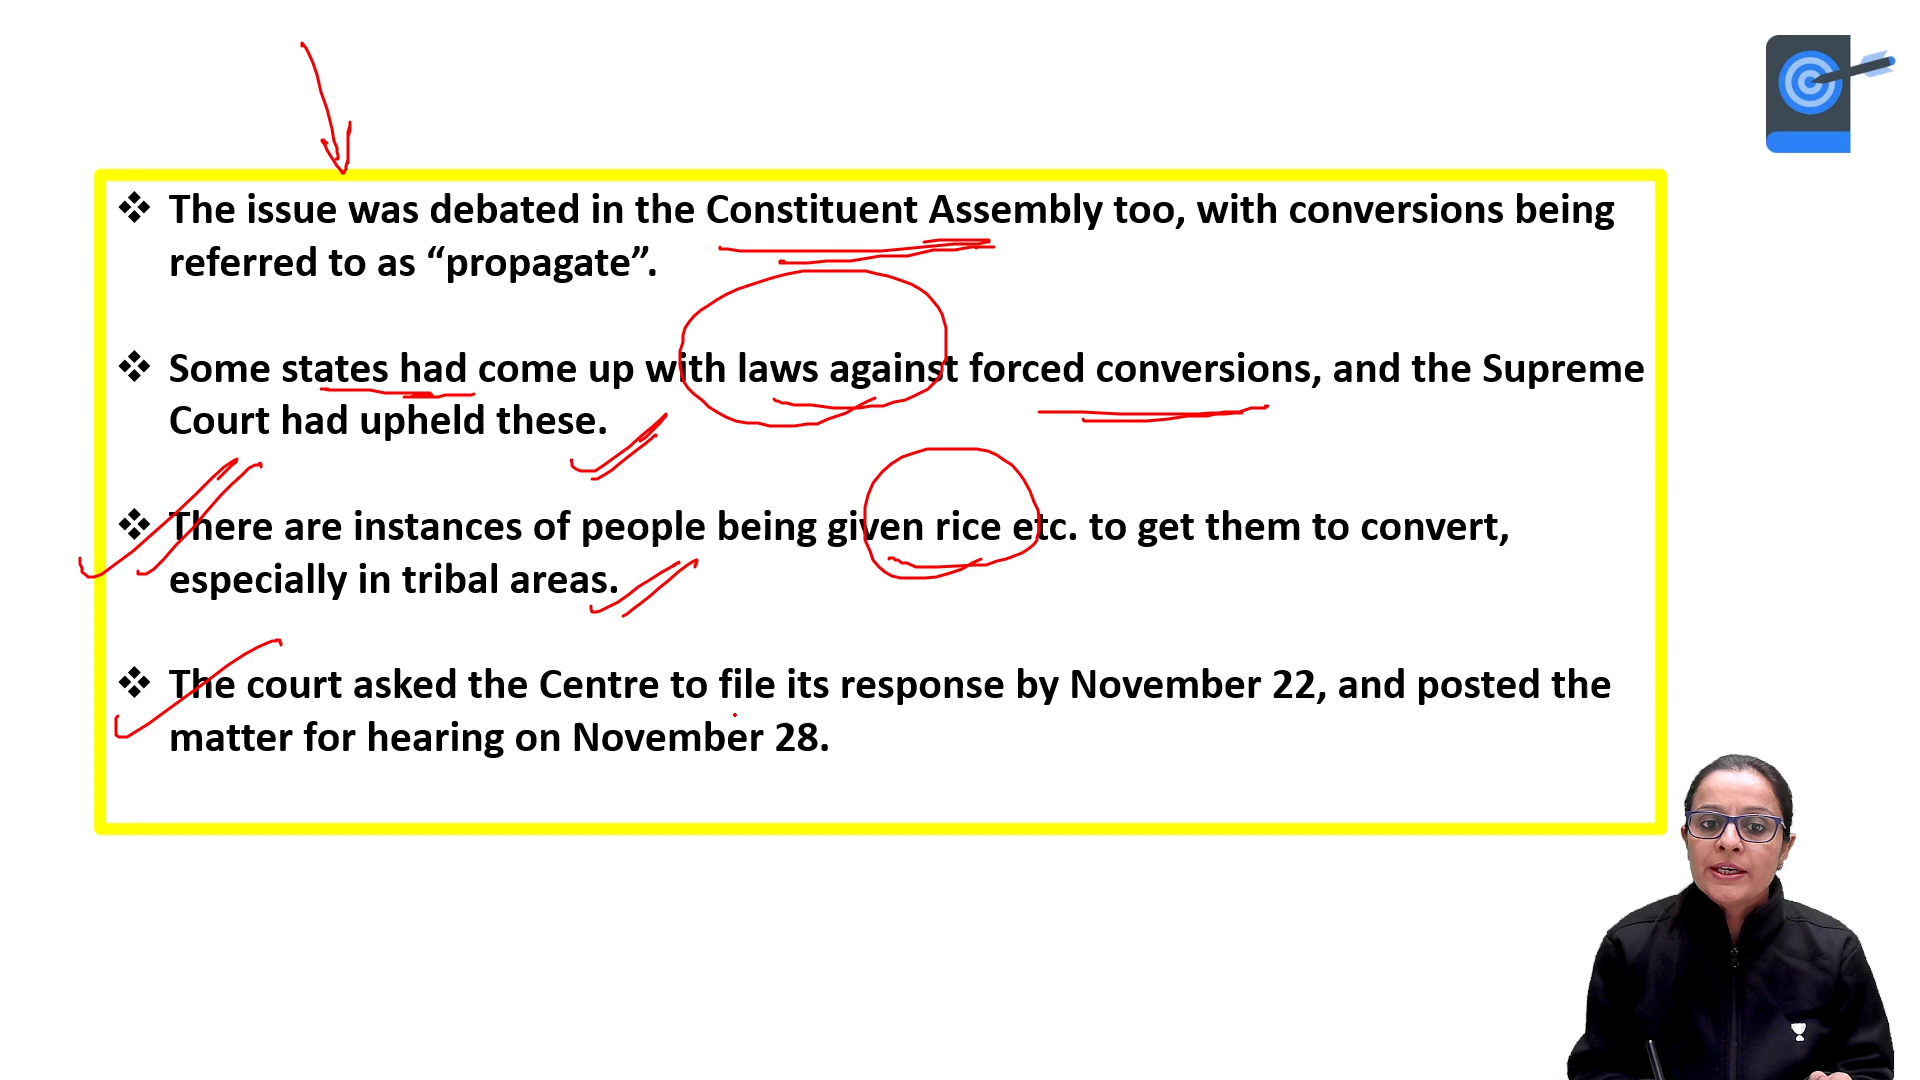 ❖ The issue was debated in the Constituent Assembly too, with conversions being
referred to as “propagate”.
❖ Some states had come up with laws against forced conversions, and the Supreme
Court had upheld these.
❖ There are instances of people being given rice etc. to get them to convert,
especially in tribal areas.
❖ The court asked the Centre to file its response by November 22, and posted the
matter for hearing on November 28.